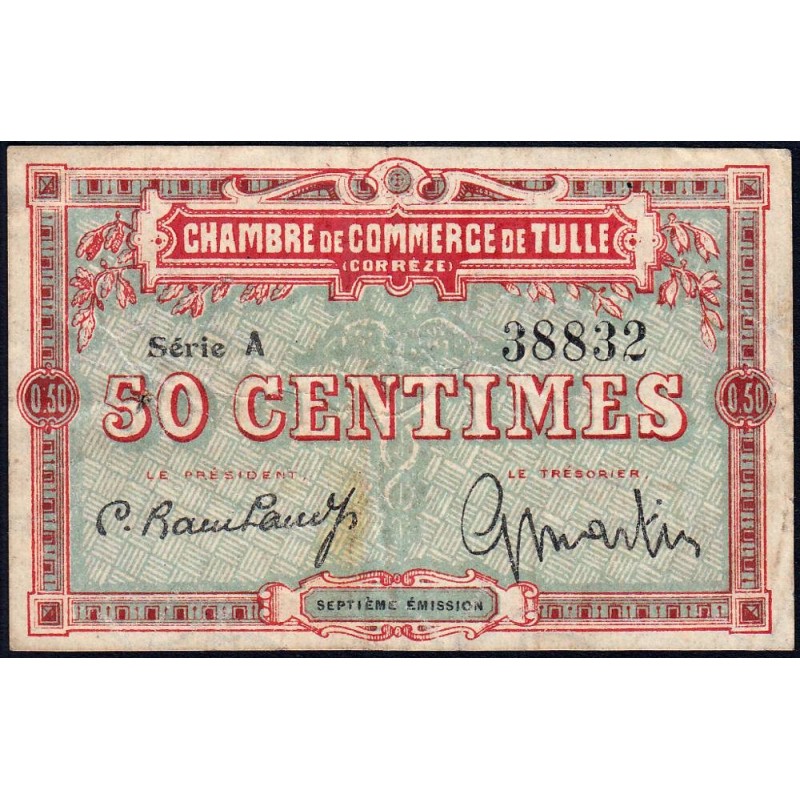 CHAMBRE DE COMMERCE DE TULLE
(CORRÈZE)
Série A 38832
0.50 50 CENTIMES 0.50
LE PRÉSIDENT, LE TRÉSORIER,
SEPTIÈME ÉMISSION